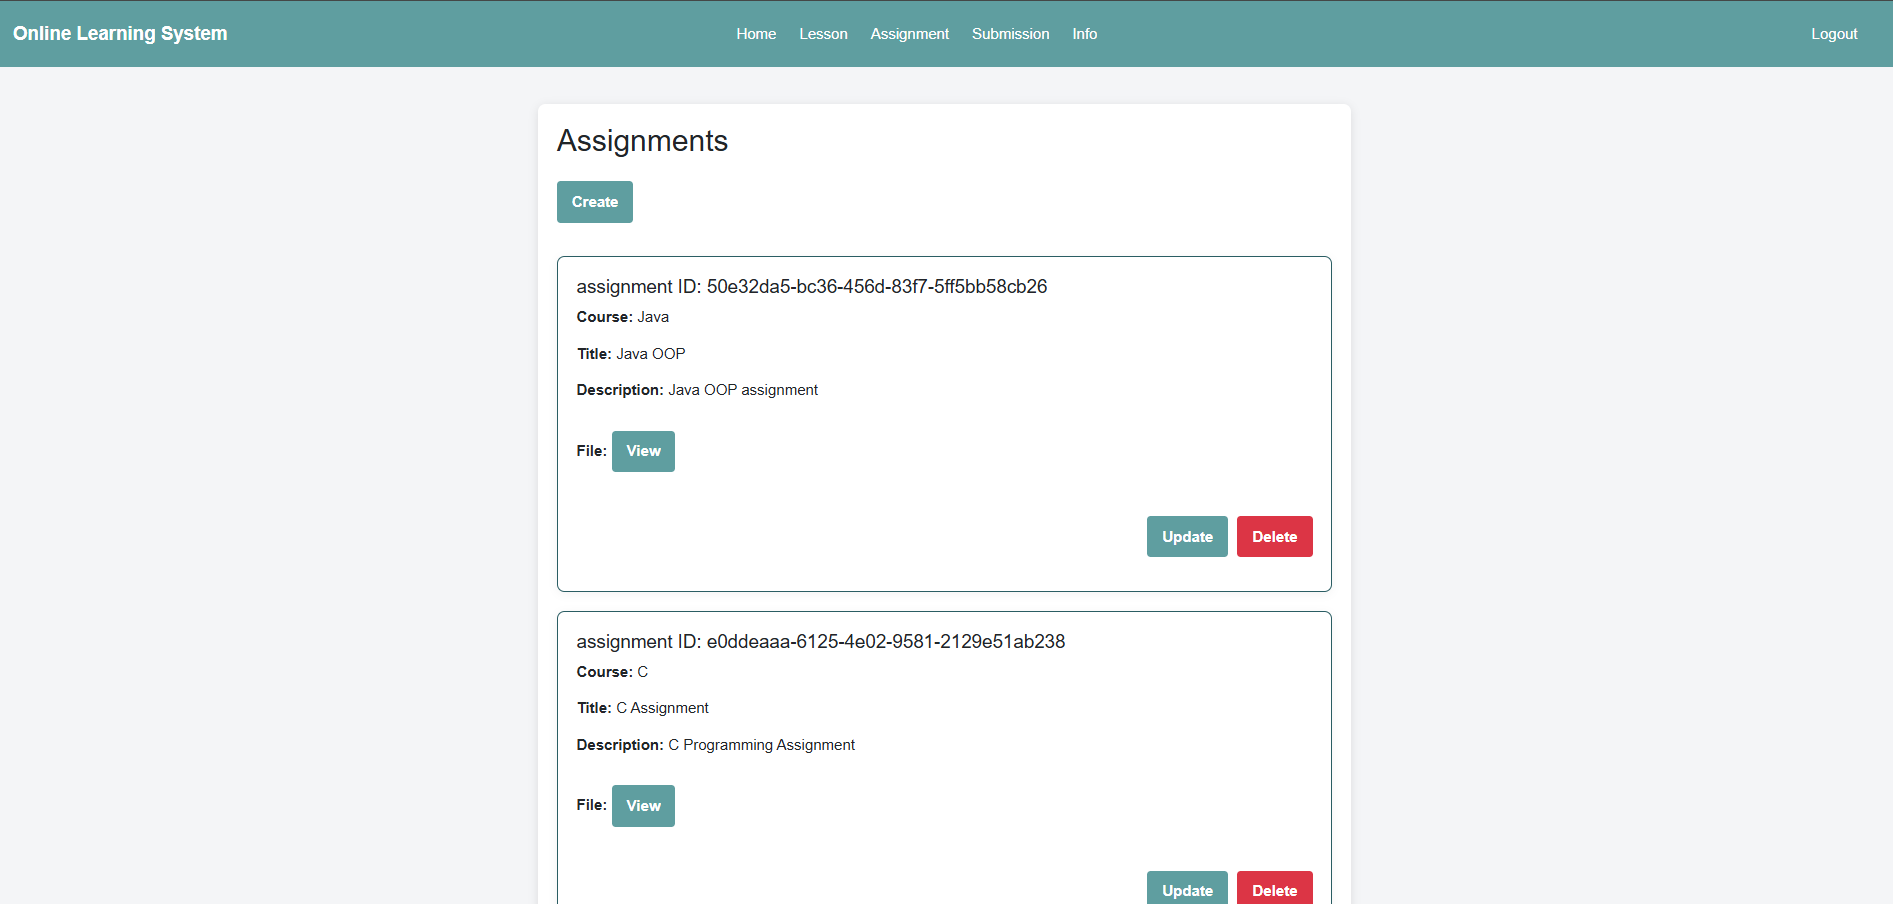 Online Learning System
Home Lesson Assignment Submission Info
Logout
Assignments
Create
assignment ID: 50e32da5-bc36-456d-83f7-5ff5bb58cb26
Course: Java
Title: Java OOP
Description: Java OOP assignment
File: View
Update Delete
assignment ID: e0ddeaaa-6125-4e02-9581-2129e51ab238
Course: C
Title: C Assignment
Description: C Programming Assignment
File: View
Update Delete